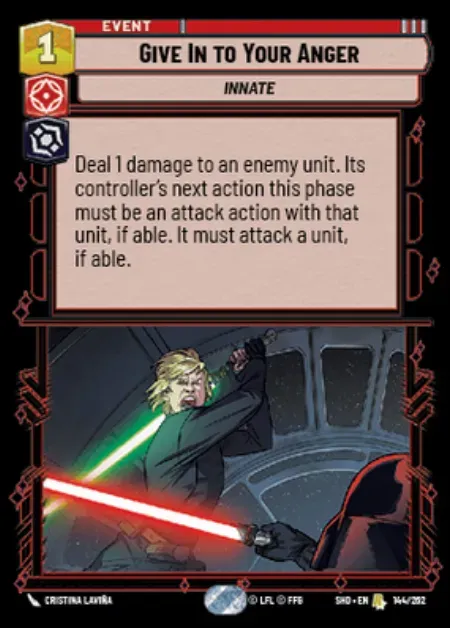 EVENT
1
GIVE IN TO YOUR ANGER
INNATE
Deal 1 damage to an enemy unit. Its
controller's next action this phase
must be an attack action with that
unit, if able. It must attack a unit,
if able.
CRISTINA LAVIÑA
© LFL © FFG
SHD • EN
144/262